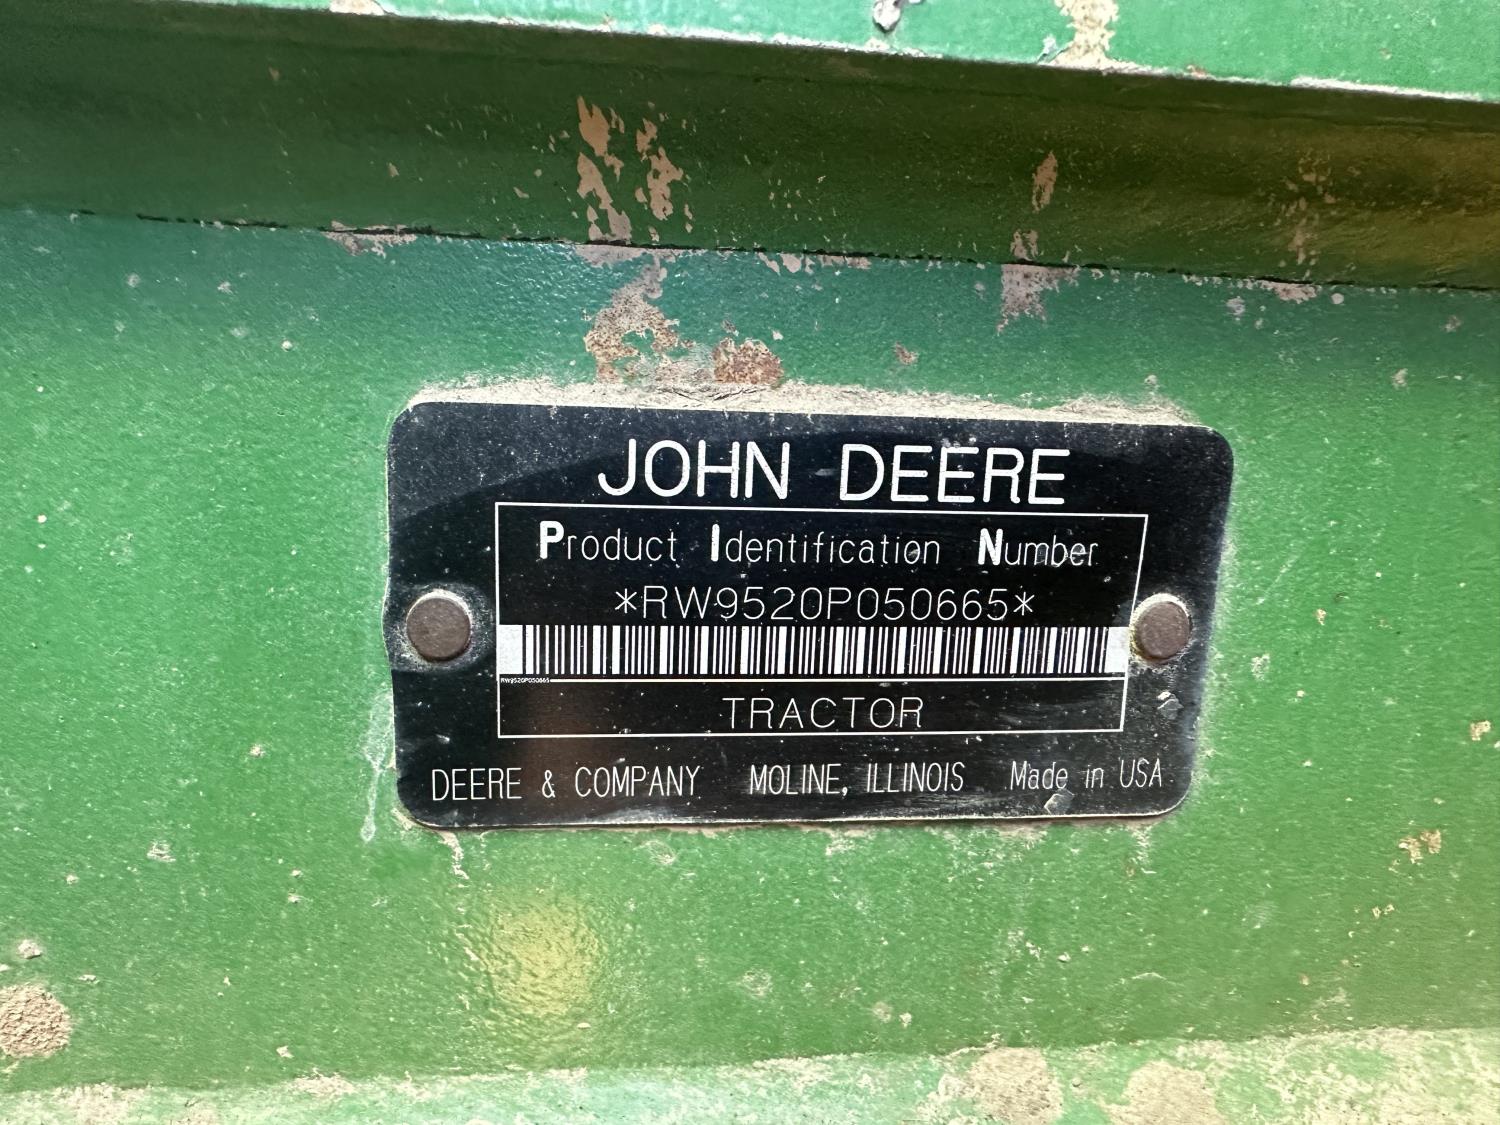 JOHN DEERE
Product Identification Number
*RW9520P050665*
RW9520P050665
TRACTOR
DEERE & COMPANY MOLINE, ILLINOIS Made in USA